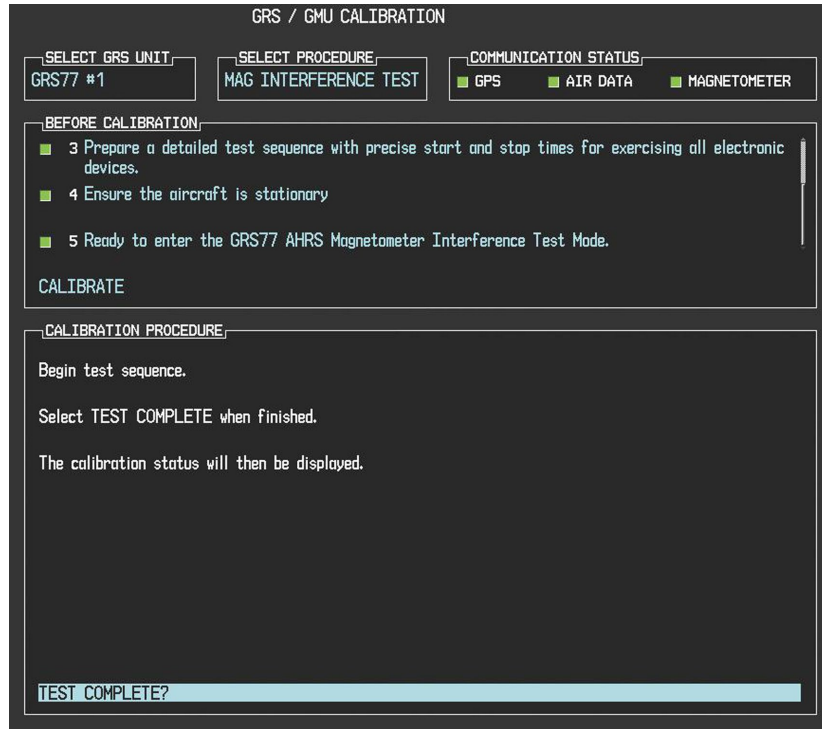 GRS / GMU CALIBRATION
SELECT GRS UNIT
GRS77 #1
SELECT PROCEDURE
MAG INTERFERENCE TEST
COMMUNICATION STATUS
GPS AIR DATA MAGNETOMETER
BEFORE CALIBRATION
3 Prepare a detailed test sequence with precise start and stop times for exercising all electronic
devices.
4 Ensure the aircraft is stationary
5 Ready to enter the GRS77 AHRS Magnetometer Interference Test Mode.
CALIBRATE
CALIBRATION PROCEDURE
Begin test sequence.
Select TEST COMPLETE when finished.
The calibration status will then be displayed.
TEST COMPLETE?